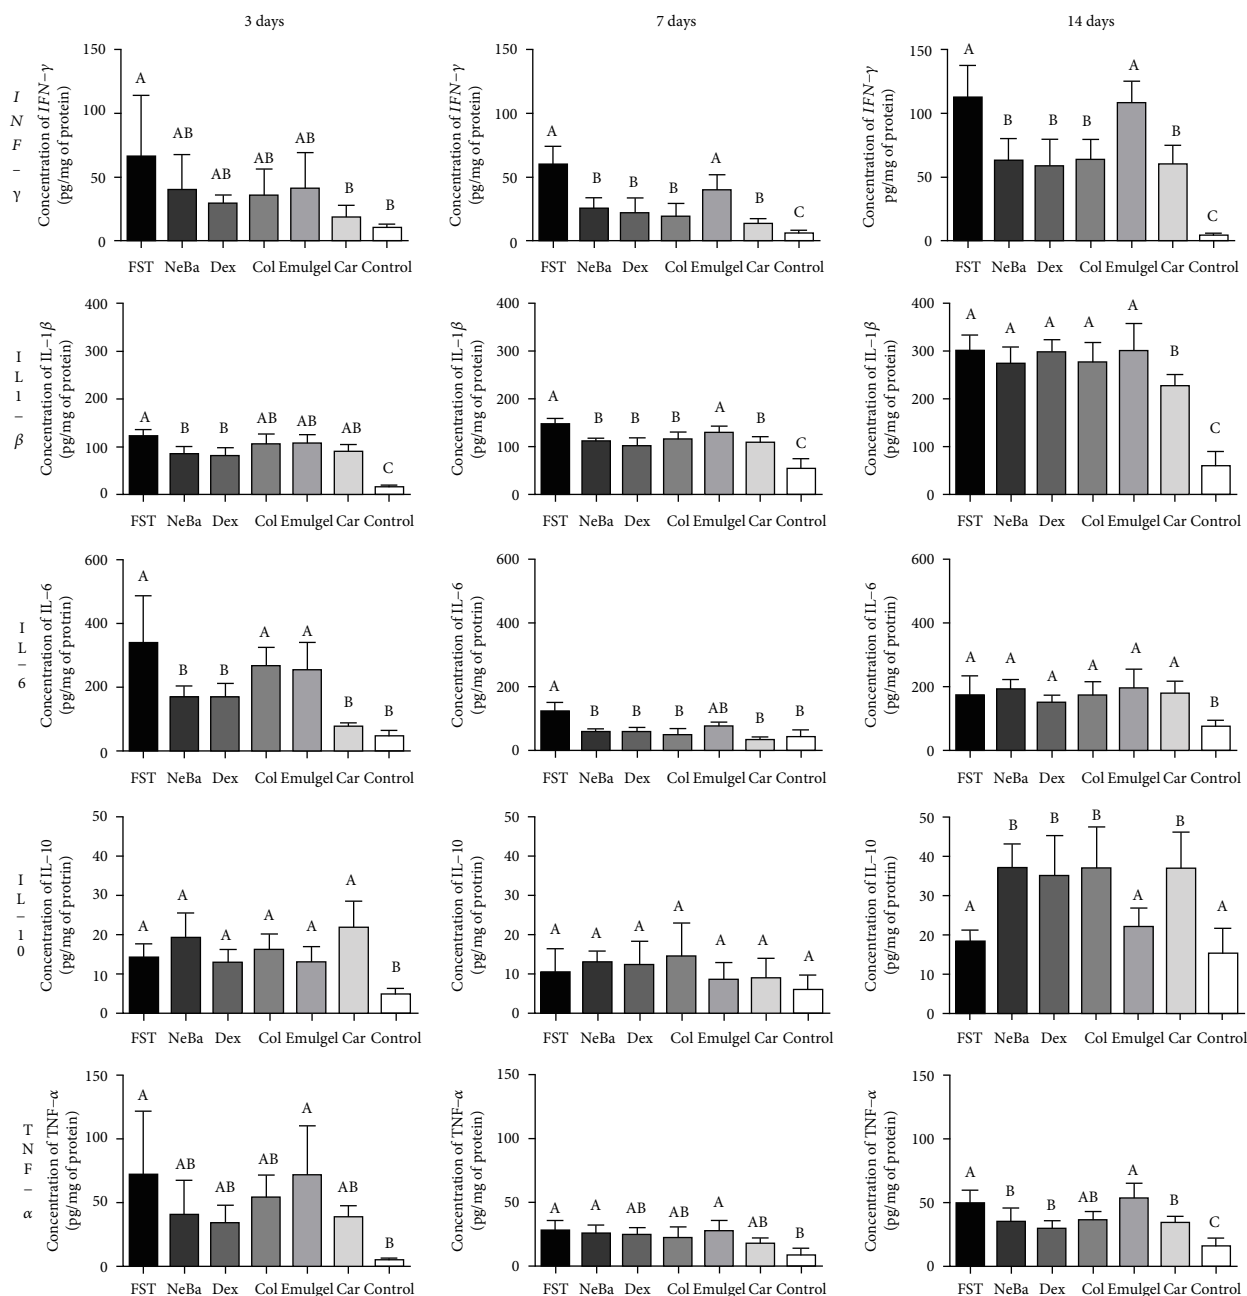 3 days
7 days
14 days
INF-γ
Concentration of IFN-γ
(pg/mg of protein)
150
100
50
0
A
AB
AB
AB
AB
B
B
FST NeBa Dex Col Emulgel Car Control
Concentration of IFN-γ
(pg/mg of protein)
150
100
50
0
A
B
B
B
A
B
C
FST NeBa Dex Col Emulgel Car Control
Concentration of IFN-γ
pg/mg of protein)
150
100
50
0
A
B
B
B
A
B
C
FST NeBa Dex Col Emulgel Car Control
IL1-β
Concentration of IL-1β
(pg/mg of protein)
400
300
200
100
0
A
B
B
AB
AB
AB
C
FST NeBa Dex Col Emulgel Car Control
Concentration of IL-1β
(pg/mg of protein)
400
300
200
100
0
A
B
B
B
A
B
C
FST NeBa Dex Col Emulgel Car Control
Concentration of IL-1β
(pg/mg of protein)
400
300
200
100
0
A
A
A
A
A
B
C
FST NeBa Dex Col Emulgel Car Control
IL-6
Concentration of IL-6
(pg/mg of protrin)
600
400
200
0
A
B
B
A
A
B
B
FST NeBa Dex Col Emulgel Car Control
Concentration of IL-6
(pg/mg of protrin)
600
400
200
0
A
B
B
B
AB
B
B
FST NeBa Dex Col Emulgel Car Control
Concentration of IL-6
(pg/mg of protrin)
600
400
200
0
A
A
A
A
A
A
B
FST NeBa Dex Col Emulgel Car Control
IL-10
Concentration of IL-10
(pg/mg of protrin)
50
40
30
20
10
0
A
A
A
A
A
A
B
FST NeBa Dex Col Emulgel Car Control
Concentration of IL-10
(pg/mg of protrin)
50
40
30
20
10
0
A
A
A
A
A
A
A
FST NeBa Dex Col Emulgel Car Control
Concentration of IL-10
(pg/mg of protrin)
50
40
30
20
10
0
A
B
B
B
A
B
A
FST NeBa Dex Col Emulgel Car Control
TNF-α
Concentration of TNF-α
(pg/mg of protein)
150
100
50
0
A
AB
AB
AB
A
AB
B
FST NeBa Dex Col Emulgel Car Control
Concentration of TNF-α
(pg/mg of protein)
150
100
50
0
A
A
AB
AB
A
AB
B
FST NeBa Dex Col Emulgel Car Control
Concentration of TNF-α
(pg/mg of protein)
150
100
50
0
A
B
B
AB
A
B
C
FST NeBa Dex Col Emulgel Car Control